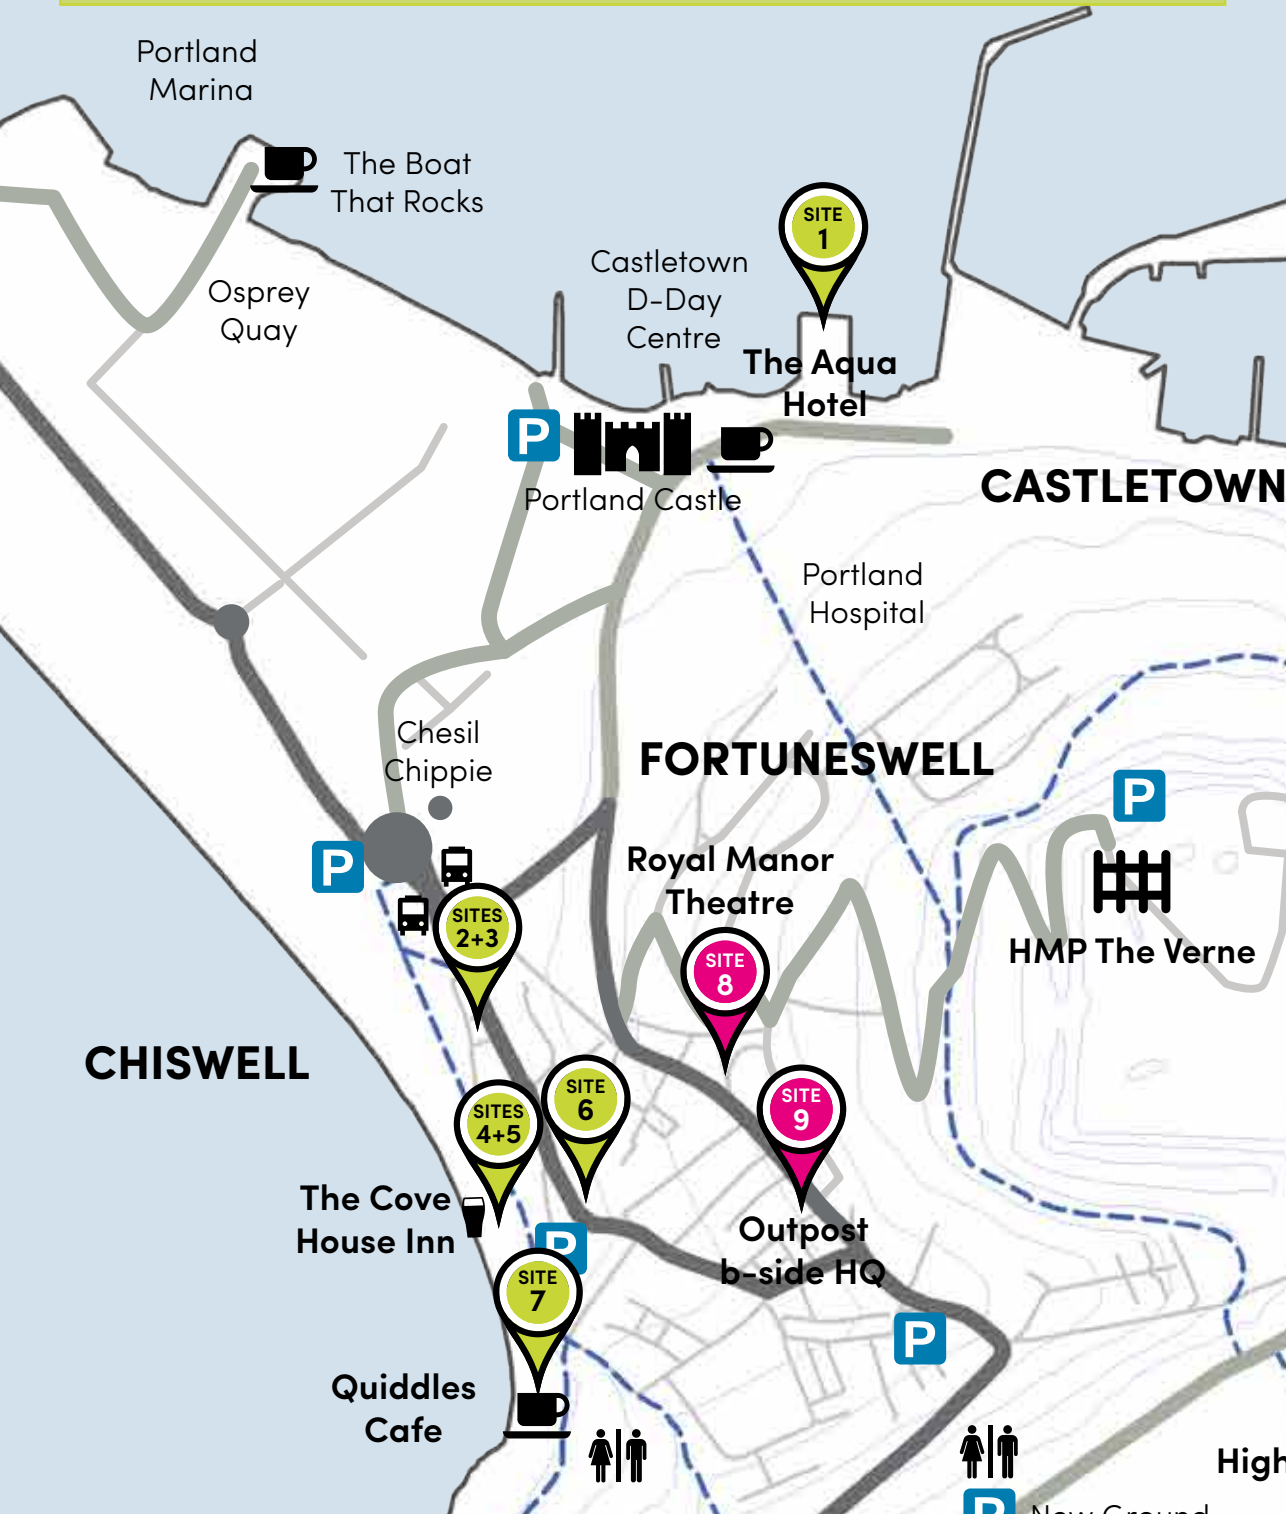 Portland
Marina
The Boat
That Rocks
SITE
1
Castletown
D-Day
Centre
Osprey
Quay
The Aqua
Hotel
P
Portland Castle
CASTLETOWN
Portland
Hospital
Chesil
Chippie
FORTUNESWELL
P
P
Royal Manor
Theatre
SITES
2+3
HMP The Verne
SITE
8
CHISWELL
SITES
4+5
SITE
6
SITE
9
The Cove
House Inn
Outpost
b-side HQ
P
SITE
7
P
Quiddles
Cafe
High
P
New Ground